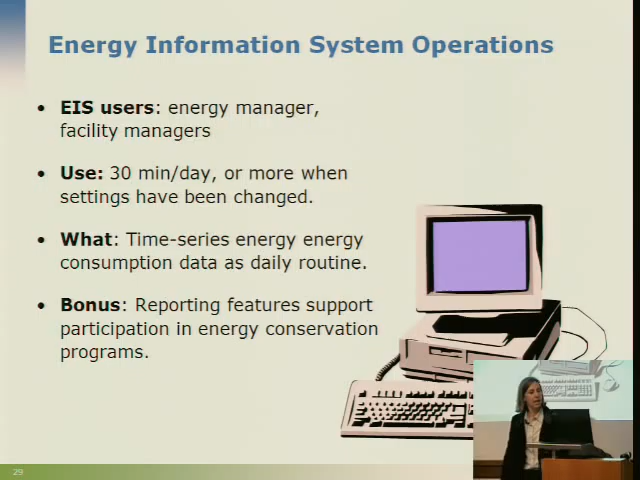 Energy Information System Operations
• EIS users: energy manager,
facility managers
• Use: 30 min/day, or more when
settings have been changed.
• What: Time-series energy energy
consumption data as daily routine.
• Bonus: Reporting features support
participation in energy conservation
programs.
29